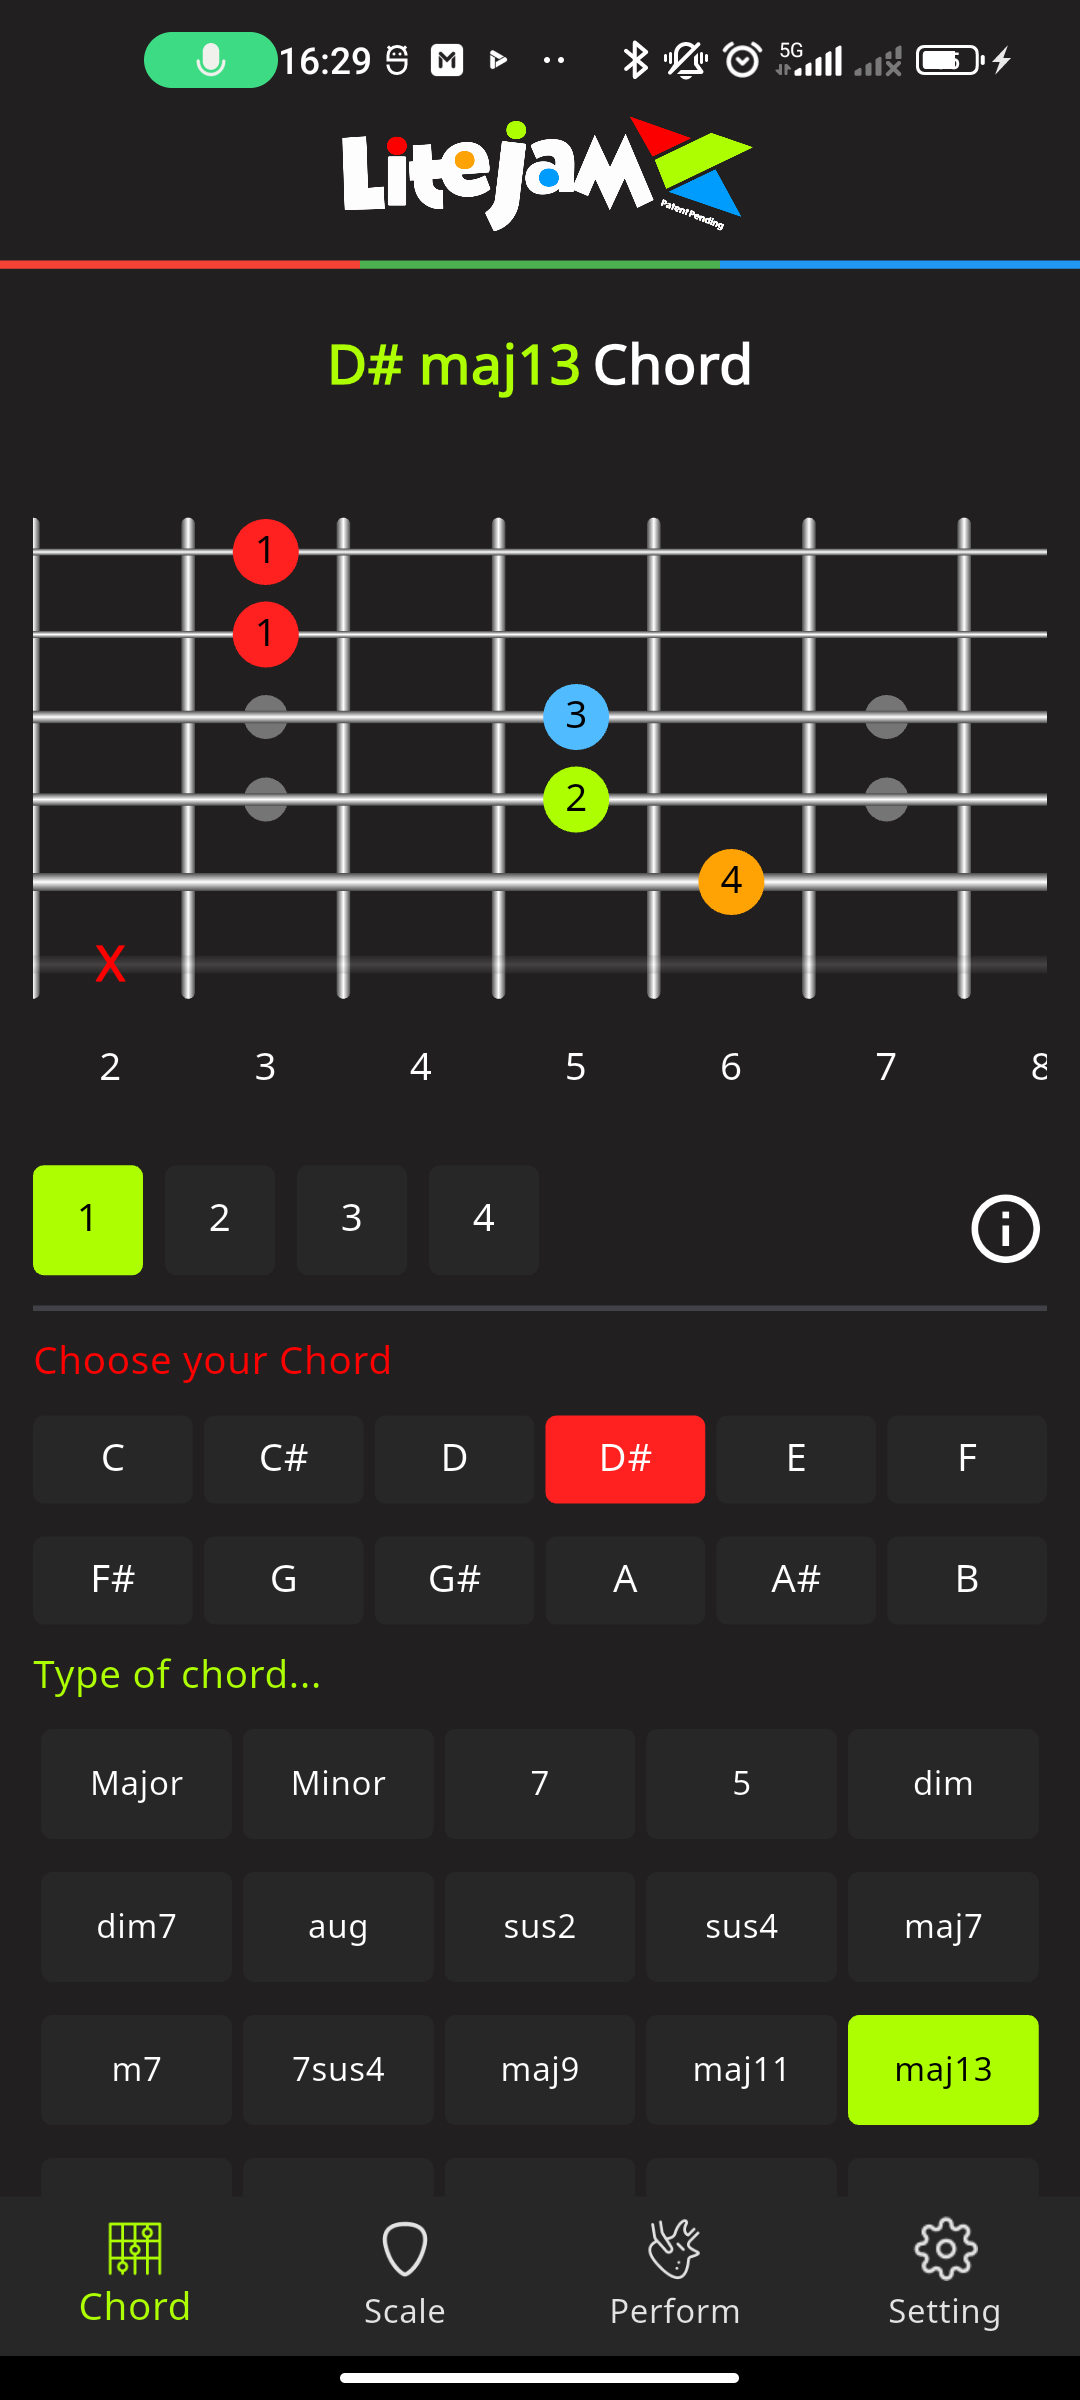 16:29
5G
LiteJam
Patent Pending
D# maj13 Chord
1
1
3
2
4
X
2 3 4 5 6 7 8
1 2 3 4
Choose your Chord
C C# D D# E F
F# G G# A A# B
Type of chord...
Major Minor 7 5 dim
dim7 aug sus2 sus4 maj7
m7 7sus4 maj9 maj11 maj13
Chord Scale Perform Setting